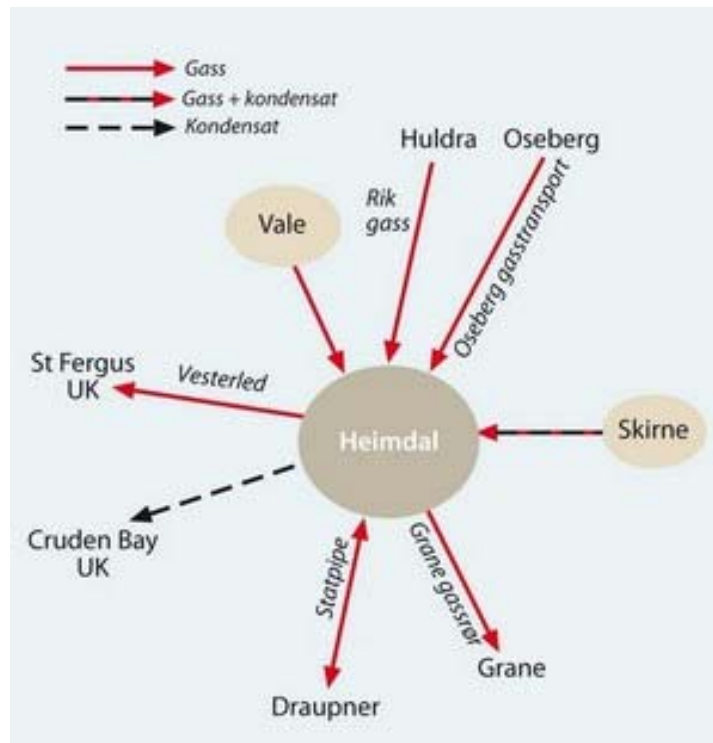 Gass
Gass + kondensat
Kondensat
Huldra
Oseberg
Rik
gass
Oseberg gasstransport
Vale
St Fergus
UK
Vesterled
Heimdal
Skirne
Cruden Bay
UK
Statpipe
Grane gassrør
Grane
Draupner